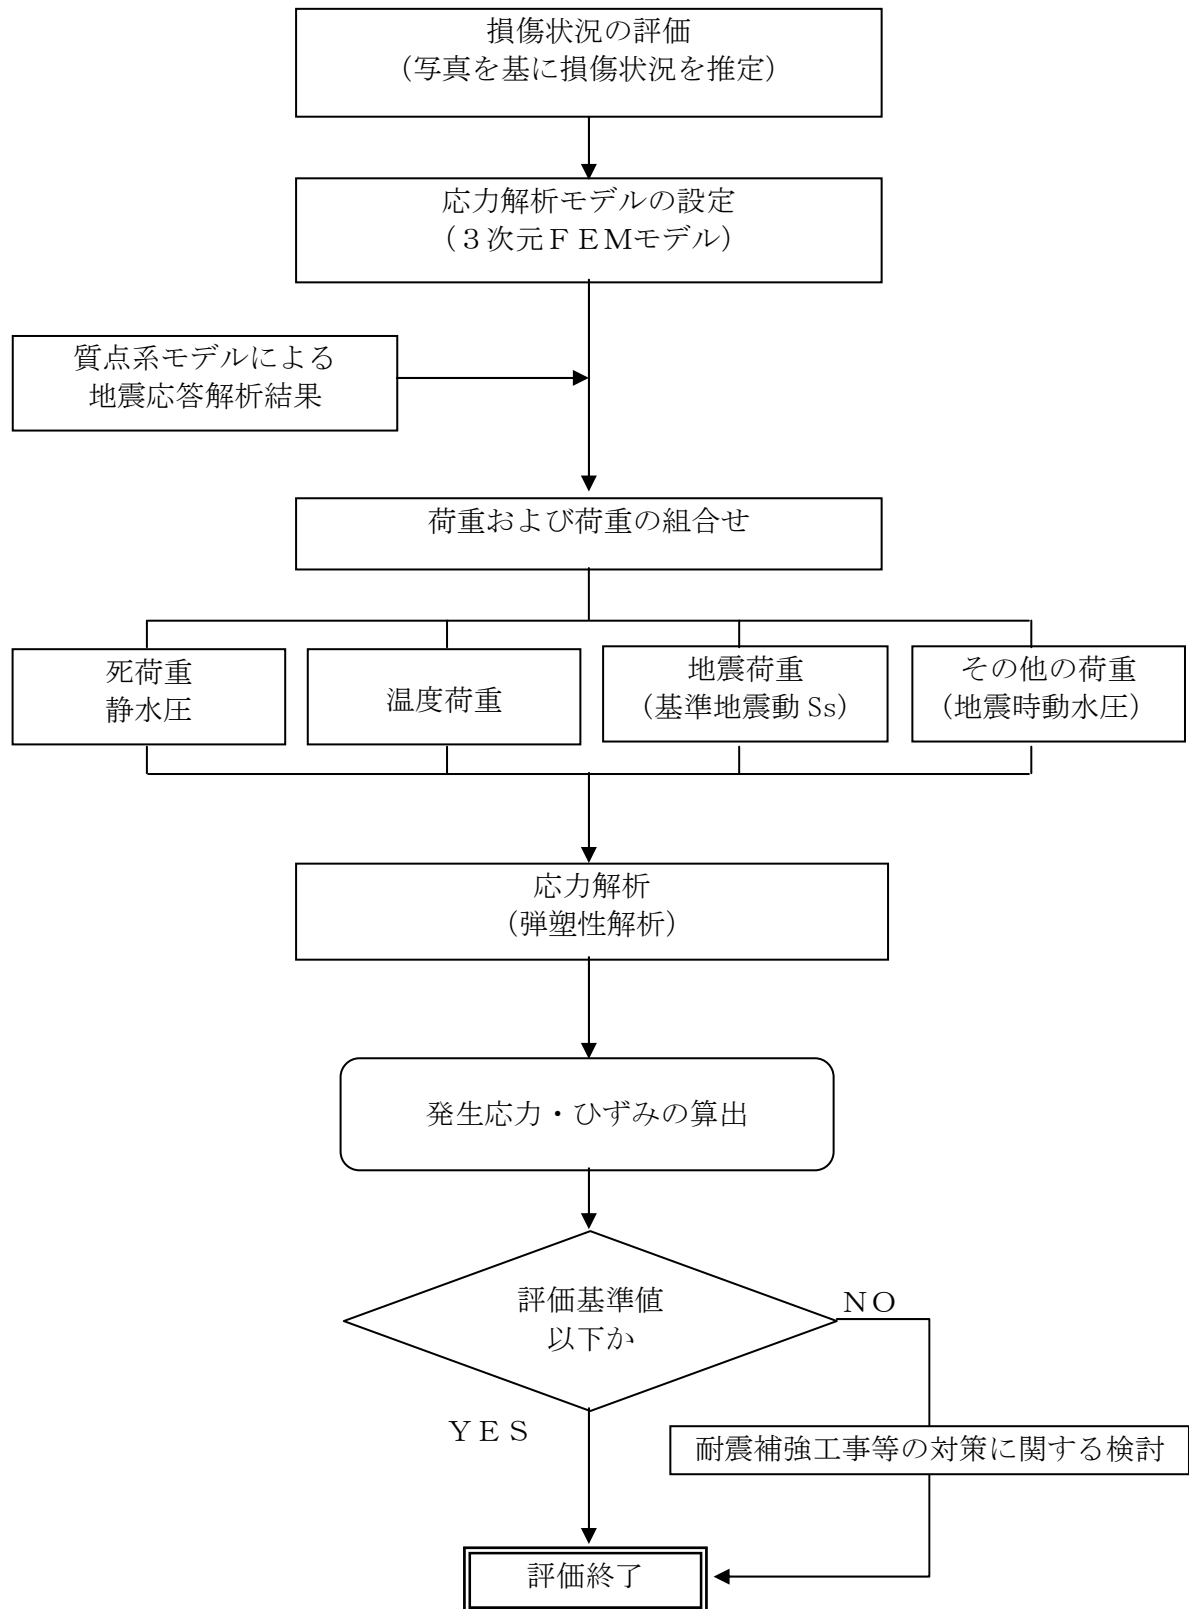 損傷状況の評価
（写真を基に損傷状況を推定）
応力解析モデルの設定
（３次元ＦＥＭモデル）
質点系モデルによる
地震応答解析結果
荷重および荷重の組合せ
死荷重
静水圧
温度荷重
地震荷重
（基準地震動 Ss）
その他の荷重
（地震時動水圧）
応力解析
（弾塑性解析）
発生応力・ひずみの算出
評価基準値
以下か
ＮＯ
ＹＥＳ
耐震補強工事等の対策に関する検討
評価終了